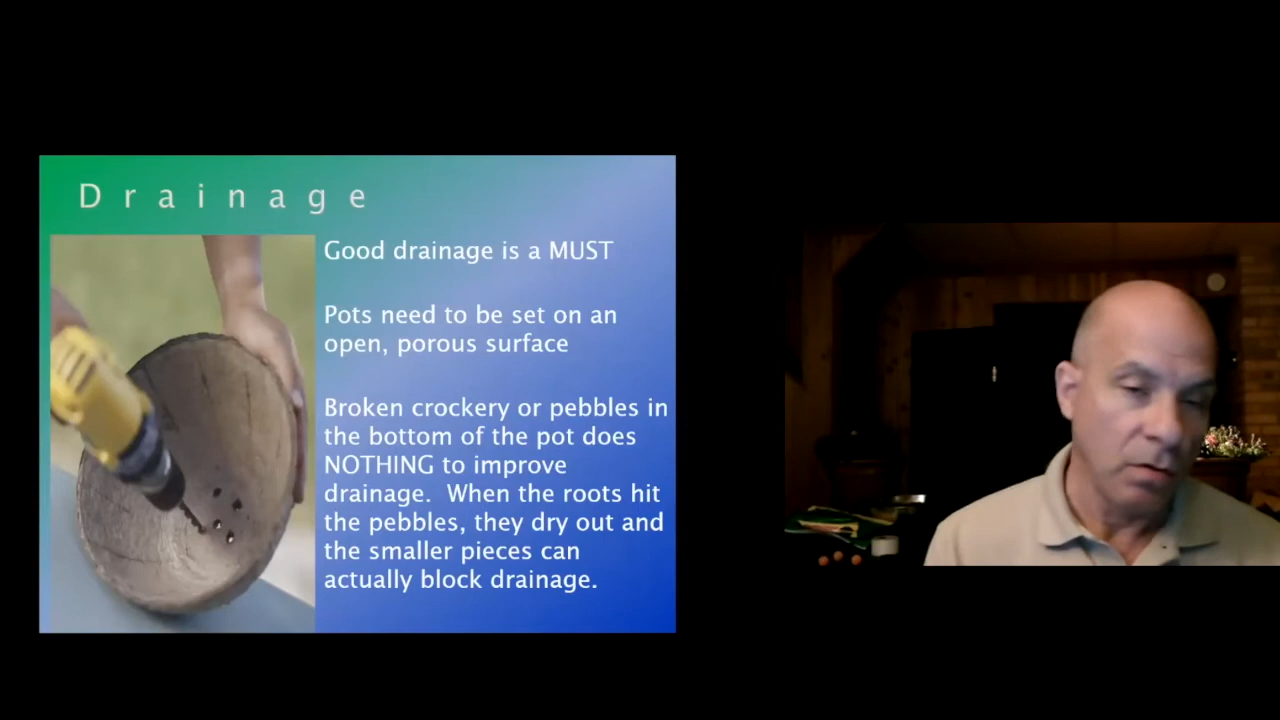 Drainage
Good drainage is a MUST
Pots need to be set on an
open, porous surface
Broken crockery or pebbles in
the bottom of the pot does
NOTHING to improve
drainage. When the roots hit
the pebbles, they dry out and
the smaller pieces can
actually block drainage.